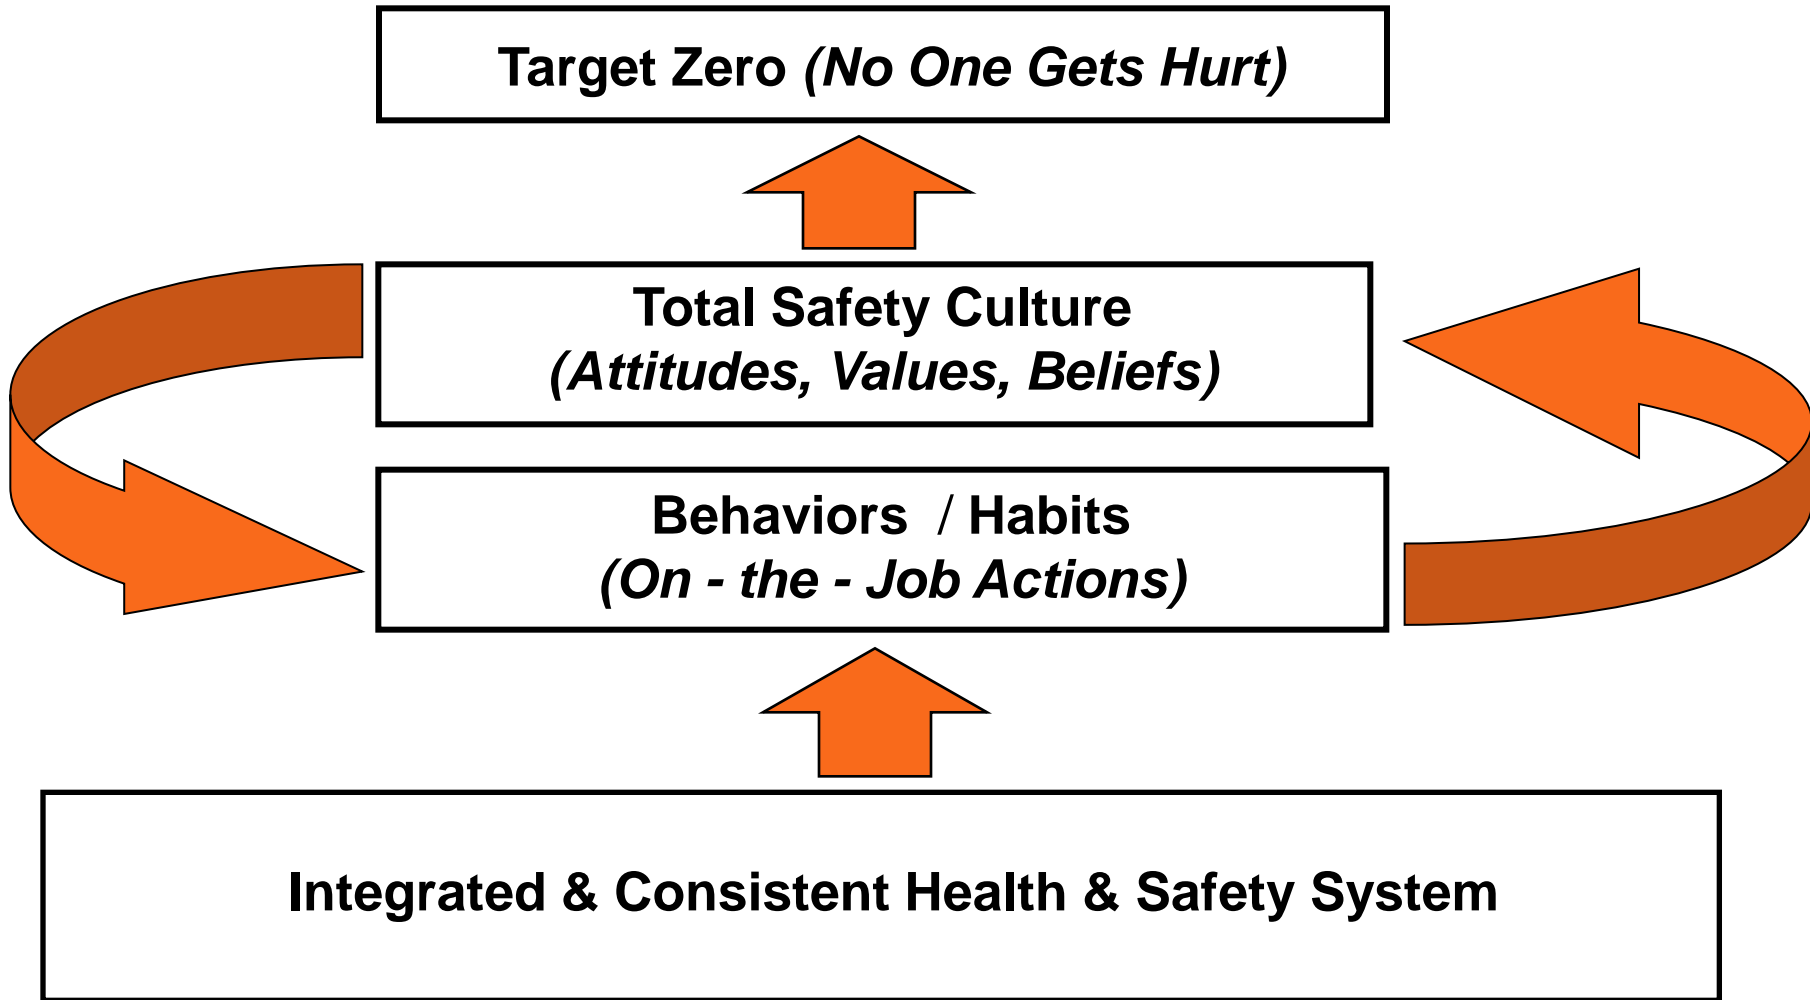 Target Zero (No One Gets Hurt)
Total Safety Culture
(Attitudes, Values, Beliefs)
Behaviors / Habits
(On - the - Job Actions)
Integrated & Consistent Health & Safety System